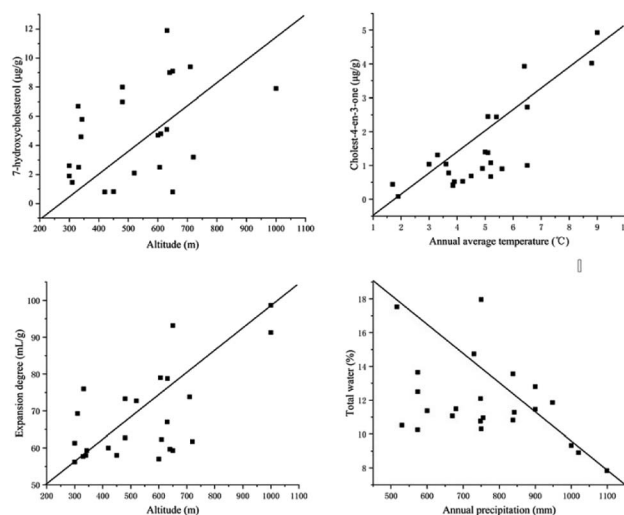 7-hydroxycholesterol (μg/g)
12
10
8
6
4
2
0
200 300 400 500 600 700 800 900 1000 1100
Altitude (m)
Cholest-4-en-3-one (μg/g)
5
4
3
2
1
0
1 2 3 4 5 6 7 8 9 10
Annual average temperature (℃)
Expansion degree (mL/g)
100
90
80
70
60
50
200 300 400 500 600 700 800 900 1000 1100
Altitude (m)
Total water (%)
18
16
14
12
10
8
500 600 700 800 900 1000 1100
Annual precipitation (mm)